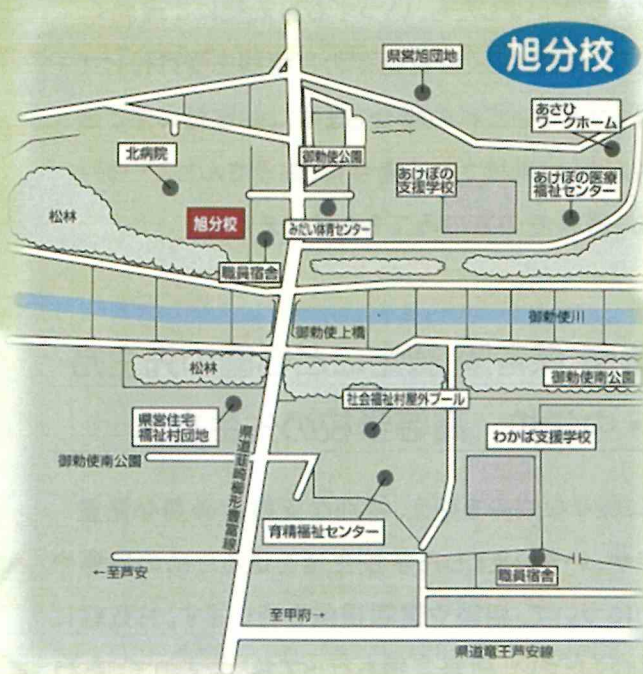 旭分校
県営旭団地
あさひ
ワークホーム
北病院
御勅使公園
あけぼの
支援学校
あけぼの医療
福祉センター
松林
旭分校
みだい体育センター
職員宿舎
御勅使川
御勅使上橋
松林
御勅使南公園
社会福祉村屋外プール
県営住宅
福祉村団地
わかば支援学校
御勅使南公園
県道韮崎櫛形豊富線
育精福祉センター
←至芦安
職員宿舎
至甲府→
県道竜王芦安線